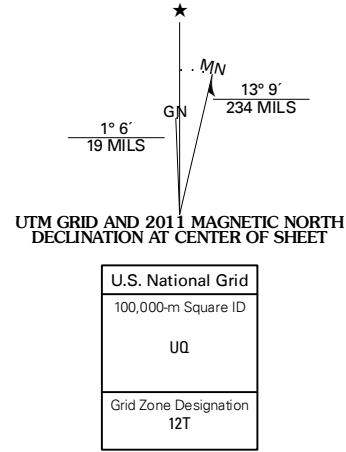 ★
MN
GN
13° 9´
234 MILS
1° 6´
19 MILS
UTM GRID AND 2011 MAGNETIC NORTH
DECLINATION AT CENTER OF SHEET
U.S. National Grid
100,000-m Square ID
UQ
Grid Zone Designation
12T